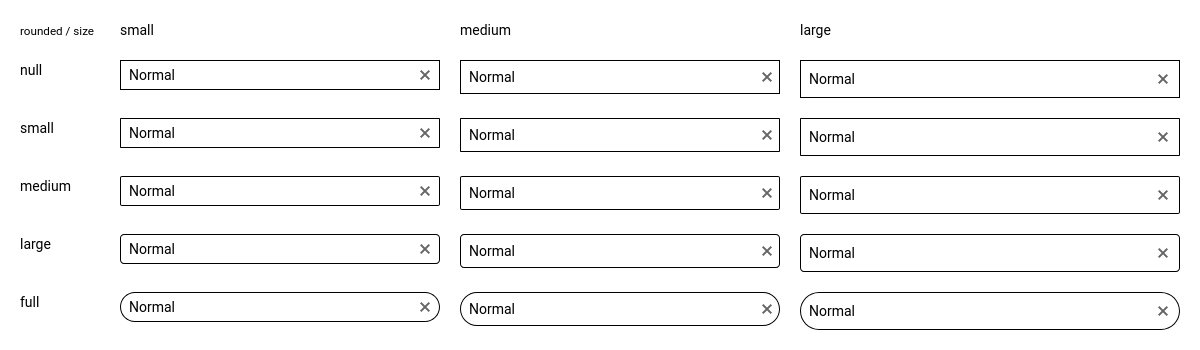 rounded / size small medium large
null Normal Normal Normal
small Normal Normal Normal
medium Normal Normal Normal
large Normal Normal Normal
full Normal Normal Normal